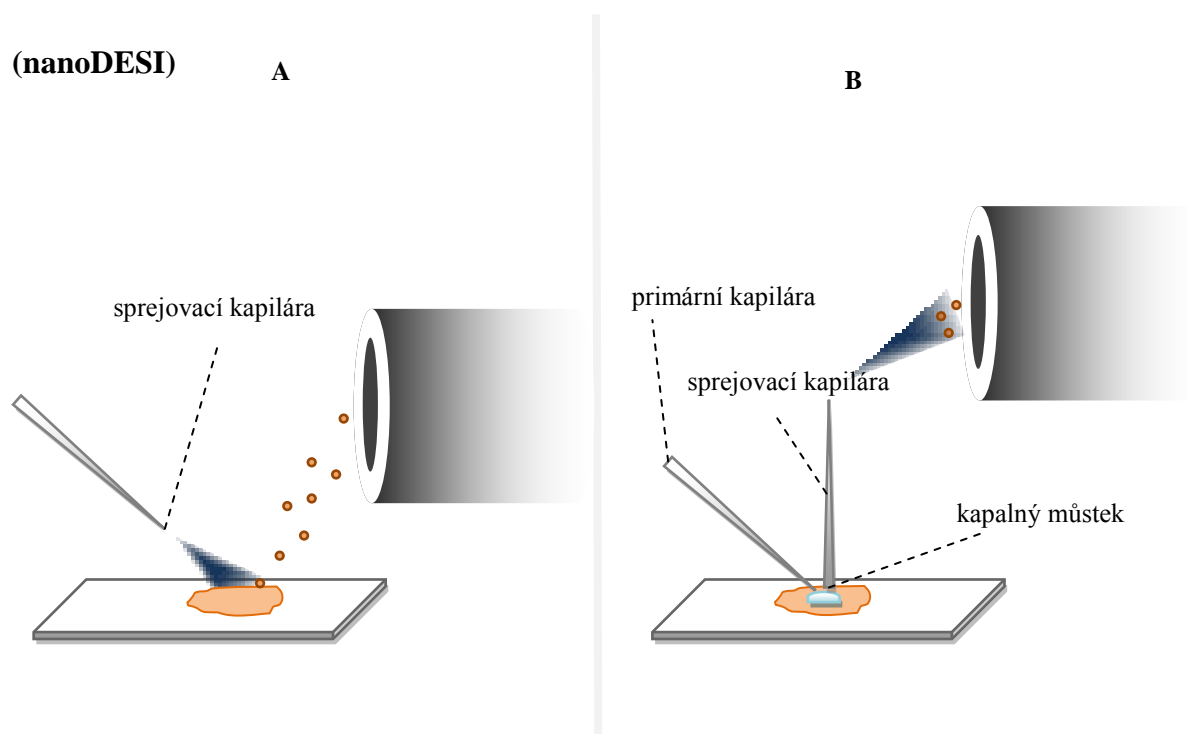 (nanoDESI)
A
sprejovací kapilára
B
primární kapilára
sprejovací kapilára
kapalný můstek